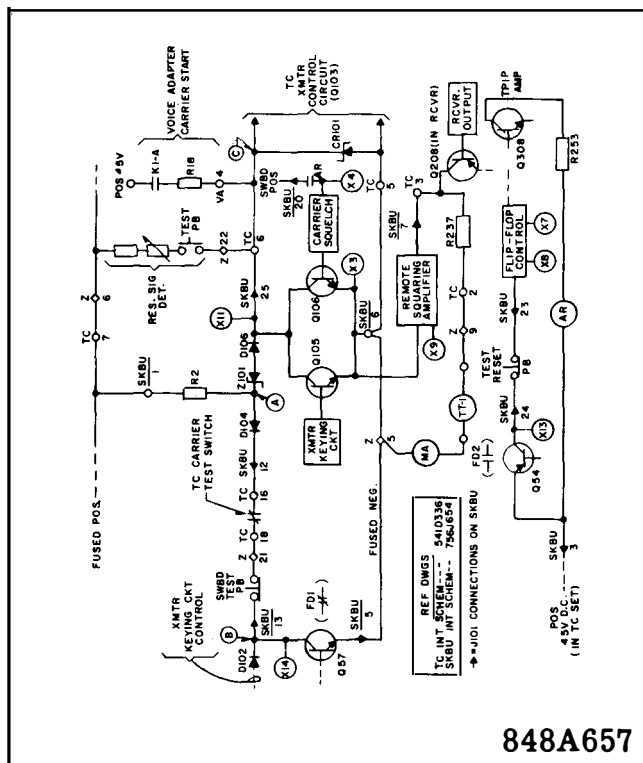 FUSED POS.
TC
7
Z
6
VOICE ADAPTER
CARRIER START
POS 45V
K1-A
R18
VA
4
RES.-SIG
DET.
TEST
PB
Z
22
TC
6
SKBU
1
R2
XMTR
KEYING CKT
CONTROL
D102
B
SWBD
TEST
PB
SKBU
13
Z
21
TC
18
TC CARRIER
TEST SWITCH
TC
16
SKBU
12
D104
A
Z101
D106
X11
SKBU
25
C
TC
XMTR
CONTROL
CIRCUIT
(Q103)
CR101
SWBD
POS
SKBU
20
AR
X4
CARRIER
SQUELCH
Q106
Q105
XMTR
KEYING
CKT
X3
SKBU
6
X14
FD1
Q57
SKBU
5
FUSED NEG.
Z
5
TC
5
MA
TT-1
REMOTE
SQUARING
AMPLIFIER
X9
SKBU
7
TC
3
Z
9
TC
2
R237
Q208(IN RCVR)
RCVR.
OUTPUT
REF DWGS
TC INT SCHEM--- 541D336
SKBU INT SCHEM-- 756J654
=J101 CONNECTIONS ON SKBU
FD2
Q54
X13
SKBU
24
TEST
RESET
PB
SKBU
23
FLIP-FLOP
CONTROL
X8
X7
TPIP
AMP
Q308
R253
AR
SKBU
3
POS
45V D.C.
(IN TC SET)
848A657